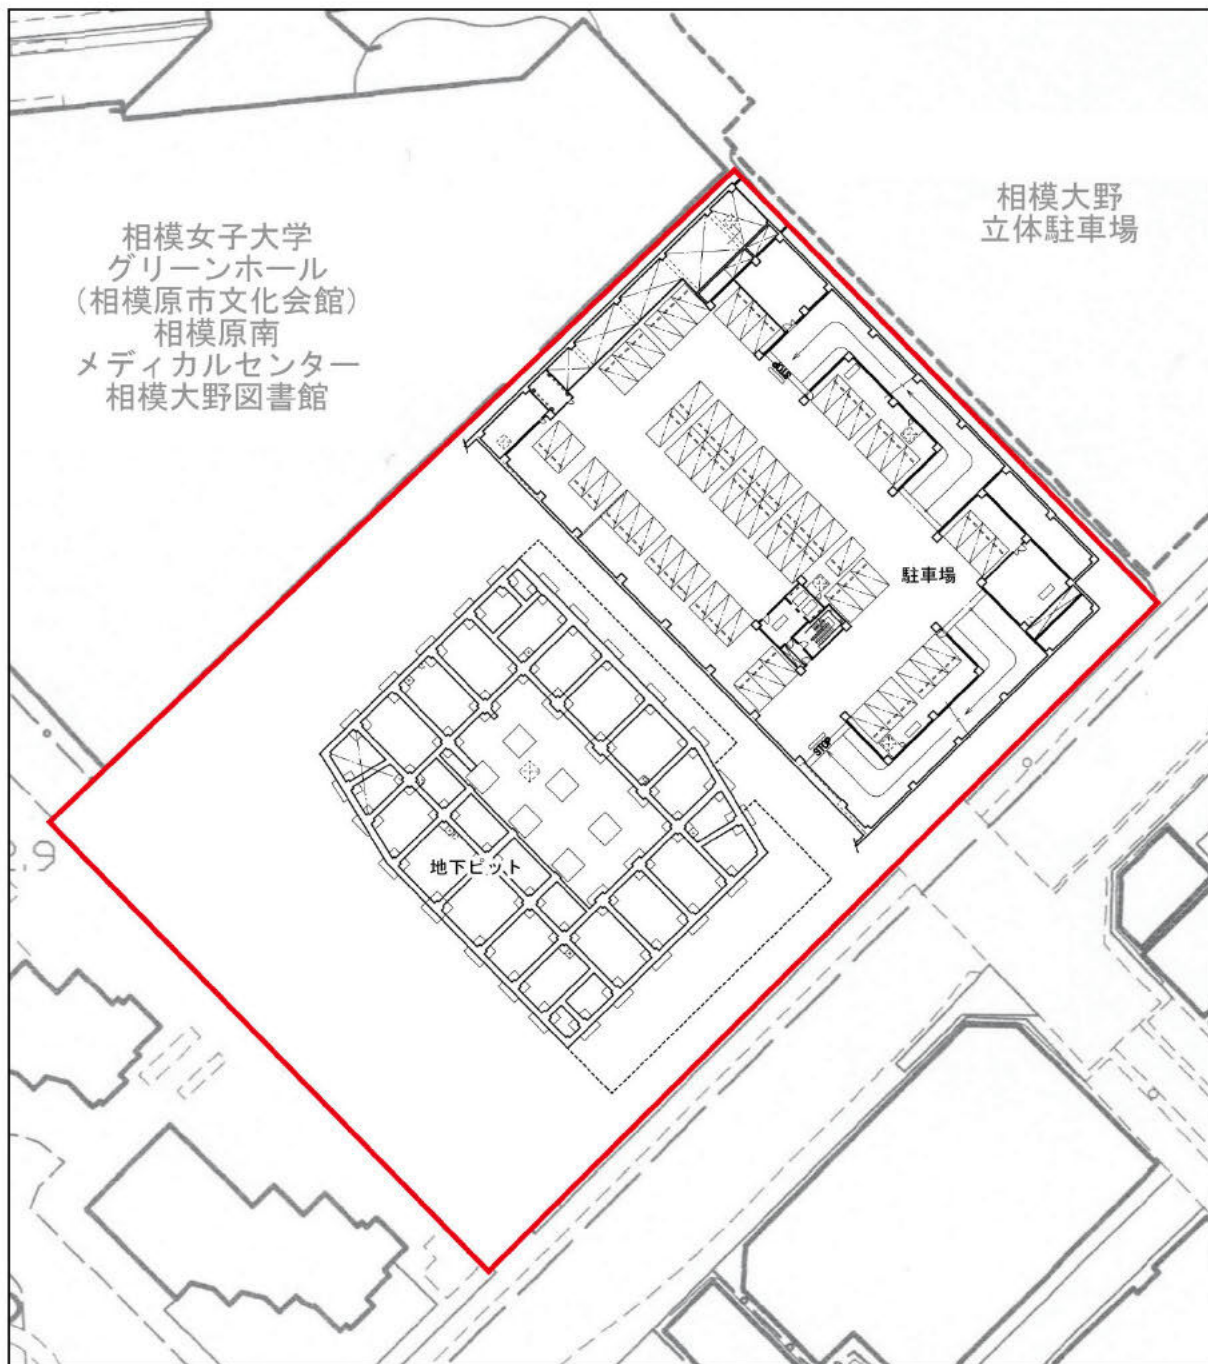 相模大野
立体駐車場
相模女子大学
グリーンホール
(相模原市文化会館)
相模原南
メディカルセンター
相模大野図書館
STOP
駐車場
STOP
地下ピット
.9